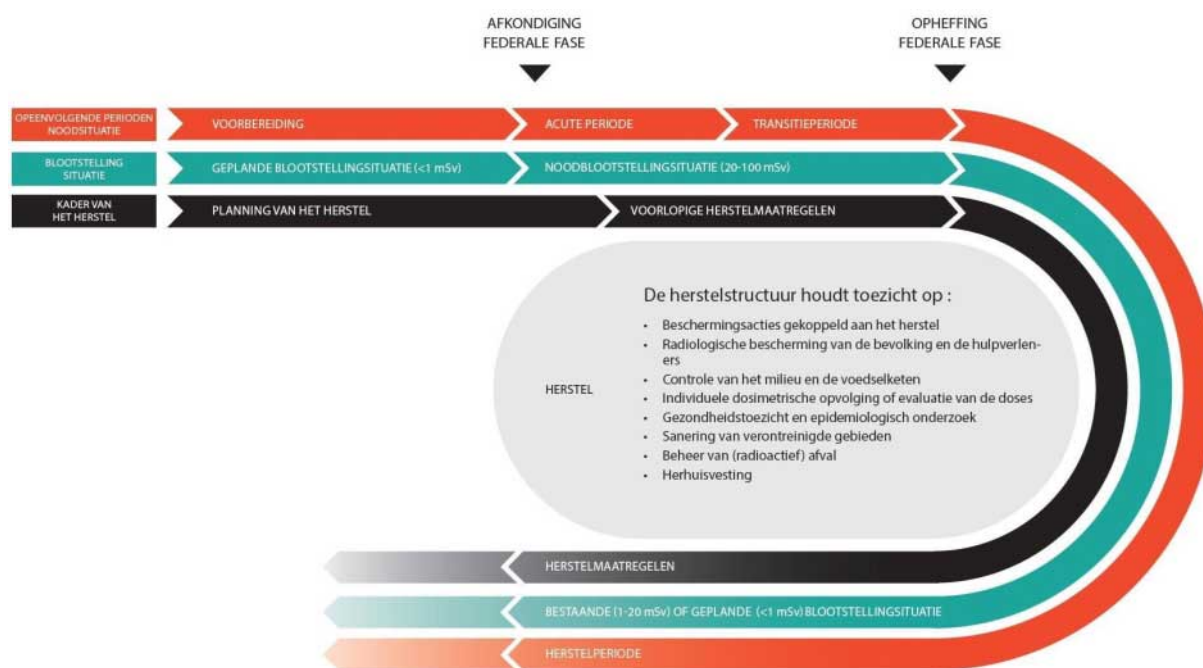 AFKONDIGING
FEDERALE FASE
OPHEFFING
FEDERALE FASE
OPEENVOLGENDE PERIODEN
NOODSITUATIE
VOORBEREIDING
ACUTE PERIODE
TRANSITIEPERIODE
BLOOTSTELLING
SITUATIE
GEPLANDE BLOOTSTELLINGSITUATIE (<1 mSv)
NOODBLOOTSTELLINGSITUATIE (20-100 mSv)
KADER VAN
HET HERSTEL
PLANNING VAN HET HERSTEL
VOORLOPIGE HERSTELMAATREGELEN
De herstelstructuur houdt toezicht op :
• Beschermingsacties gekoppeld aan het herstel
• Radiologische bescherming van de bevolking en de hulpverlen-
ers
• Controle van het milieu en de voedselketen
• Individuele dosimetrische opvolging of evaluatie van de doses
• Gezondheidstoezicht en epidemiologisch onderzoek
• Sanering van verontreinigde gebieden
• Beheer van (radioactief) afval
• Herhuisvesting
HERSTEL
HERSTELMAATREGELEN
BESTAANDE (1-20 mSv) OF GEPLANDE (<1 mSv) BLOOTSTELLINGSITUATIE
HERSTELPERIODE